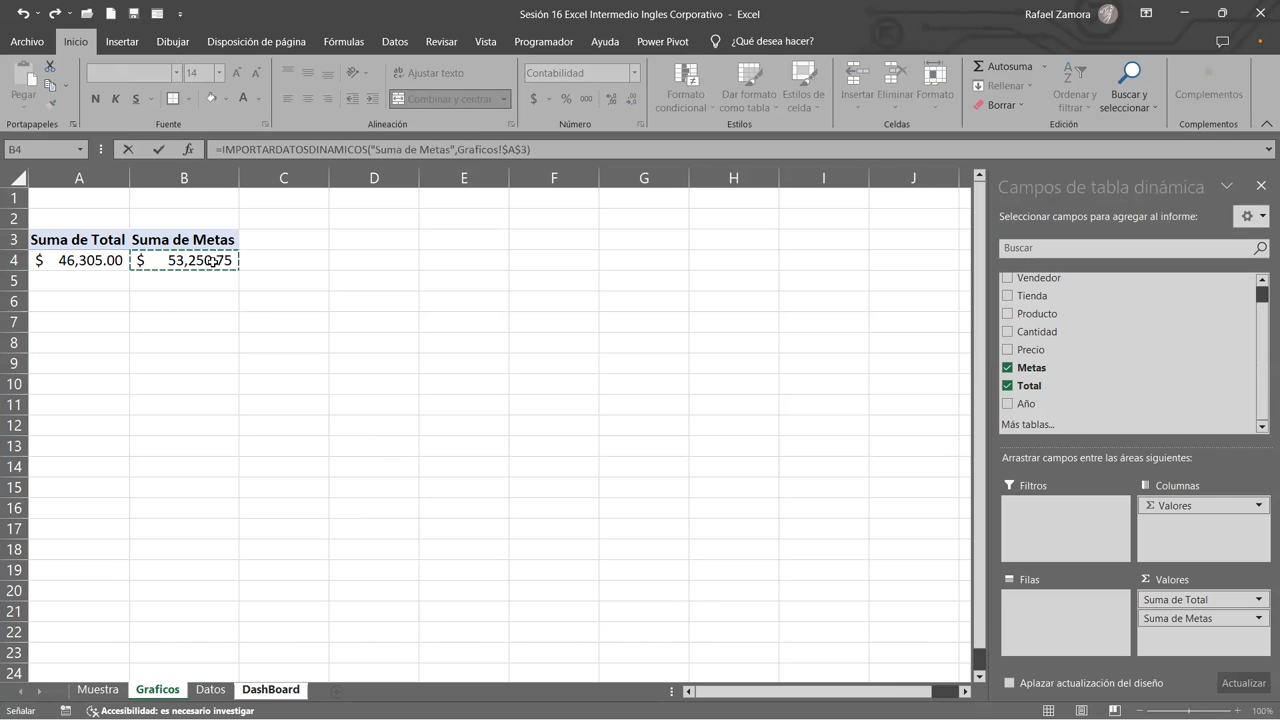 Sesión 16 Excel Intermedio Ingles Corporativo - Excel
Rafael Zamora
Archivo Inicio Insertar Dibujar Disposición de página Fórmulas Datos Revisar Vista Programador Ayuda Power Pivot ¿Qué desea hacer?
Pegar
Portapapeles
14
N K S
Fuente
Ajustar texto
Combinar y centrar
Alineación
Contabilidad
$ % 000
Número
Formato condicional
Dar formato como tabla
Estilos de celda
Estilos
Insertar Eliminar Formato
Celdas
Autosuma
Rellenar
Borrar
Ordenar y filtrar
Buscar y seleccionar
Edición
Complementos
Complementos
B4
=IMPORTARDATOSDINAMICOS("Suma de Metas",Graficos!$A$3)
A B C D E F G H I J
1
2
3 Suma de Total Suma de Metas
4 $ 46,305.00 $ 53,250.75
5
6
7
8
9
10
11
12
13
14
15
16
17
18
19
20
21
22
23
24
Campos de tabla dinámica
Seleccionar campos para agregar al informe:
Buscar
Vendedor
Tienda
Producto
Cantidad
Precio
Metas
Total
Año
Más tablas...
Arrastrar campos entre las áreas siguientes:
Filtros
Columnas
Σ Valores
Filas
Σ Valores
Suma de Total
Suma de Metas
Aplazar actualización del diseño
Actualizar
Muestra Graficos Datos DashBoard
Señalar
Accesibilidad: es necesario investigar
100%